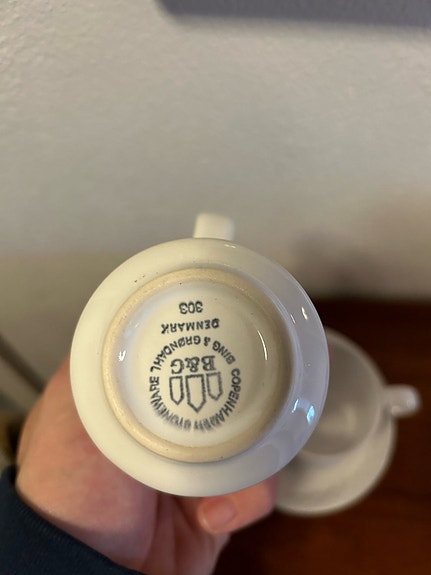 COPENHAGEN STONEWARE
B&G
BING & GRØNDAHL
DENMARK
303